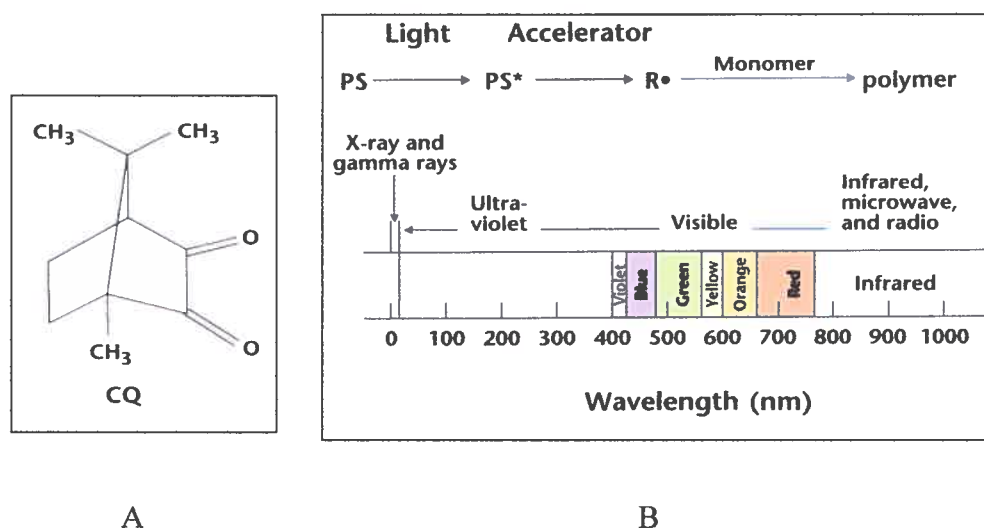 CH₃ CH₃
O
O
CH₃
CQ
A
Light Accelerator
PS PS* R• Monomer polymer
X-ray and
gamma rays
Ultra-
violet
Visible
Infrared,
microwave,
and radio
Violet
Blue
Green
Yellow
Orange
Red
Infrared
0 100 200 300 400 500 600 700 800 900 1000
Wavelength (nm)
B